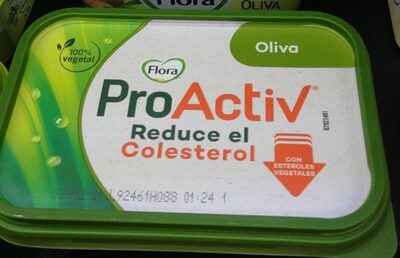 Flora
OLIVA
100%
vegetal
Flora
Oliva
ProActiv
Reduce el
Colesterol
CON
ESTEROLES
VEGETALES
92461H088 01:24 1